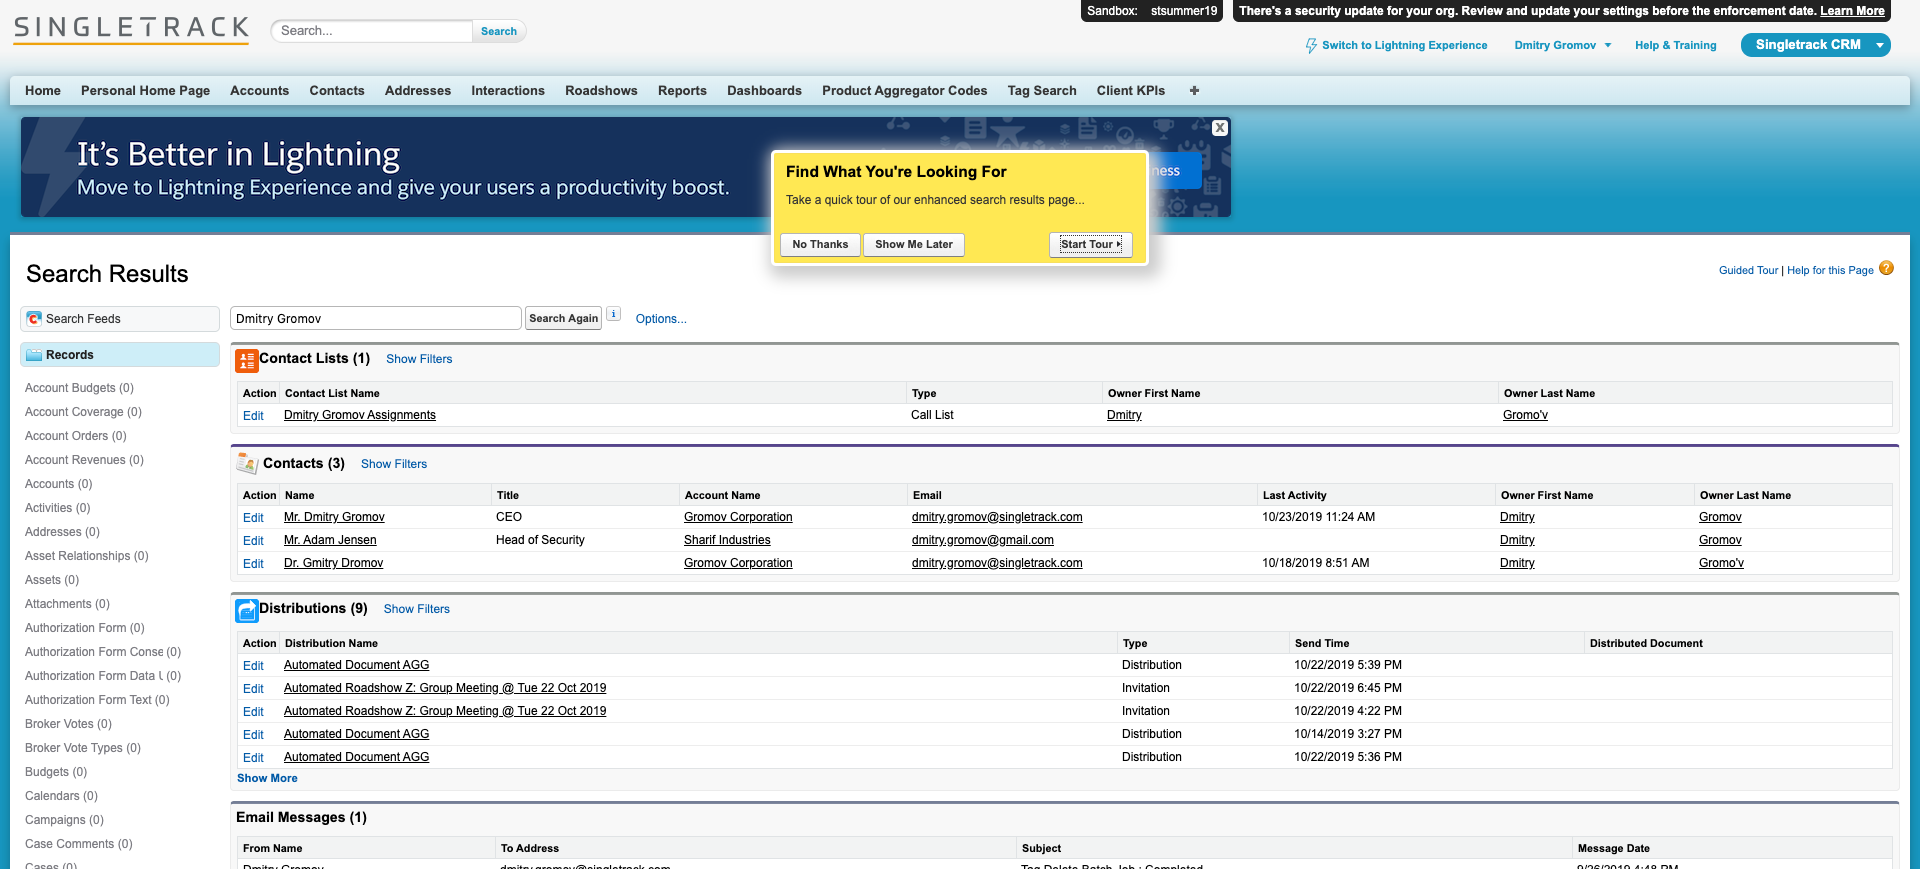 Sandbox: stsummer19
There's a security update for your org. Review and update your settings before the enforcement date. Learn More
SINGLETRACK
Search...
Search
Switch to Lightning Experience
Dmitry Gromov
Help & Training
Singletrack CRM
Home Personal Home Page Accounts Contacts Addresses Interactions Roadshows Reports Dashboards Product Aggregator Codes Tag Search Client KPIs +
It's Better in Lightning
Move to Lightning Experience and give your users a productivity boost.
ness
X
Find What You're Looking For
Take a quick tour of our enhanced search results page...
No Thanks
Show Me Later
Start Tour
Search Results
Guided Tour | Help for this Page ?
Search Feeds
Dmitry Gromov
Search Again
i
Options...
Records
Account Budgets (0)
Account Coverage (0)
Account Orders (0)
Account Revenues (0)
Accounts (0)
Activities (0)
Addresses (0)
Asset Relationships (0)
Assets (0)
Attachments (0)
Authorization Form (0)
Authorization Form Conse (0)
Authorization Form Data (0)
Authorization Form Text (0)
Broker Votes (0)
Broker Vote Types (0)
Budgets (0)
Calendars (0)
Campaigns (0)
Case Comments (0)
Cases (0)
Contact Lists (1) Show Filters
Action Contact List Name Type Owner First Name Owner Last Name
Edit Dmitry Gromov Assignments Call List Dmitry Gromo'v
Contacts (3) Show Filters
Action Name Title Account Name Email Last Activity Owner First Name Owner Last Name
Edit Mr. Dmitry Gromov CEO Gromov Corporation dmitry.gromov@singletrack.com 10/23/2019 11:24 AM Dmitry Gromov
Edit Mr. Adam Jensen Head of Security Sharif Industries dmitry.gromov@gmail.com Dmitry Gromov
Edit Dr. Gmitry Dromov Gromov Corporation dmitry.gromov@singletrack.com 10/18/2019 8:51 AM Dmitry Gromo'v
Distributions (9) Show Filters
Action Distribution Name Type Send Time Distributed Document
Edit Automated Document AGG Distribution 10/22/2019 5:39 PM
Edit Automated Roadshow Z: Group Meeting @ Tue 22 Oct 2019 Invitation 10/22/2019 6:45 PM
Edit Automated Roadshow Z: Group Meeting @ Tue 22 Oct 2019 Invitation 10/22/2019 4:22 PM
Edit Automated Document AGG Distribution 10/14/2019 3:27 PM
Edit Automated Document AGG Distribution 10/22/2019 5:36 PM
Show More
Email Messages (1)
From Name To Address Subject Message Date
Dmitry Gromov dmitry.gromov@singletrack.com Tag Delete Batch Job : Completed 9/26/2019 4:48 PM